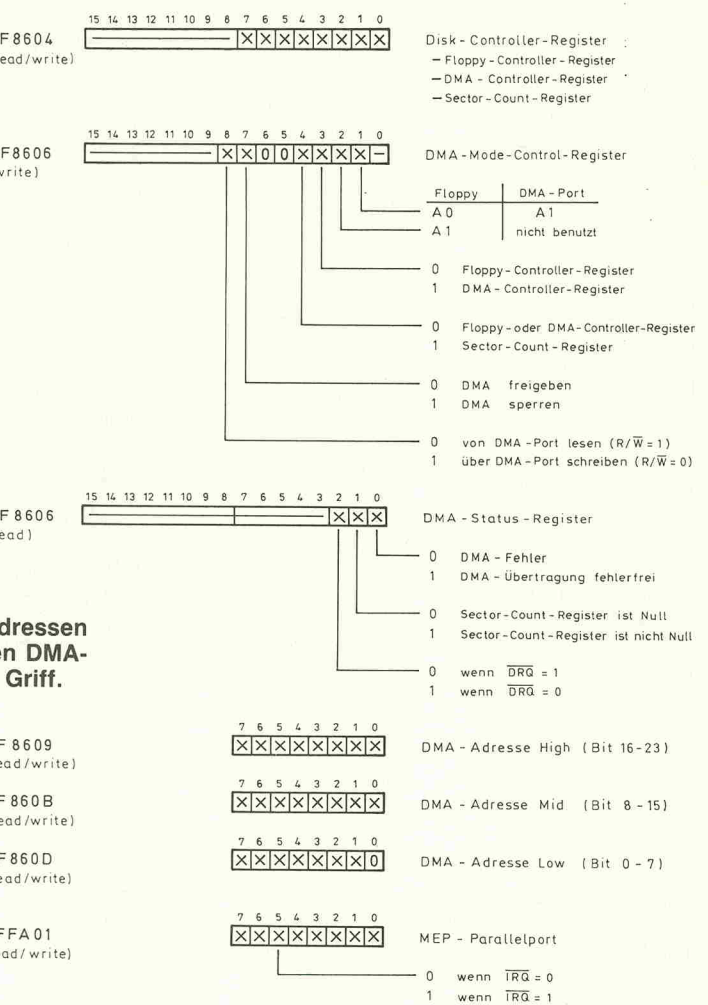 15 14 13 12 11 10 9 8 7 6 5 4 3 2 1 0
F8604 X X X X X X X X Disk-Controller-Register
ead/write) – Floppy-Controller-Register
– DMA-Controller-Register
– Sector-Count-Register
15 14 13 12 11 10 9 8 7 6 5 4 3 2 1 0
F8606 X X 0 0 X X X X – DMA-Mode-Control-Register
write)
Floppy DMA-Port
A0 A1
A1 nicht benutzt
0 Floppy-Controller-Register
1 DMA-Controller-Register
0 Floppy-oder DMA-Controller-Register
1 Sector-Count-Register
0 DMA freigeben
1 DMA sperren
0 von DMA-Port lesen (R/W̅ = 1)
1 über DMA-Port schreiben (R/W̅ = 0)
15 14 13 12 11 10 9 8 7 6 5 4 3 2 1 0
F8606 X X X DMA-Status-Register
ead)
0 DMA-Fehler
1 DMA-Übertragung fehlerfrei
0 Sector-Count-Register ist Null
1 Sector-Count-Register ist nicht Null
dressen
en DMA-
Griff.
0 wenn D̅R̅Q̅ = 1
1 wenn D̅R̅Q̅ = 0
7 6 5 4 3 2 1 0
F8609 X X X X X X X X DMA-Adresse High (Bit 16-23)
ead/write)
7 6 5 4 3 2 1 0
F860B X X X X X X X X DMA-Adresse Mid (Bit 8-15)
ead/write)
7 6 5 4 3 2 1 0
F860D X X X X X X X 0 DMA-Adresse Low (Bit 0-7)
ead/write)
7 6 5 4 3 2 1 0
FFA01 X X X X X X X X MEP-Parallelport
ad/write)
0 wenn I̅R̅Q̅ = 0
1 wenn I̅R̅Q̅ = 1